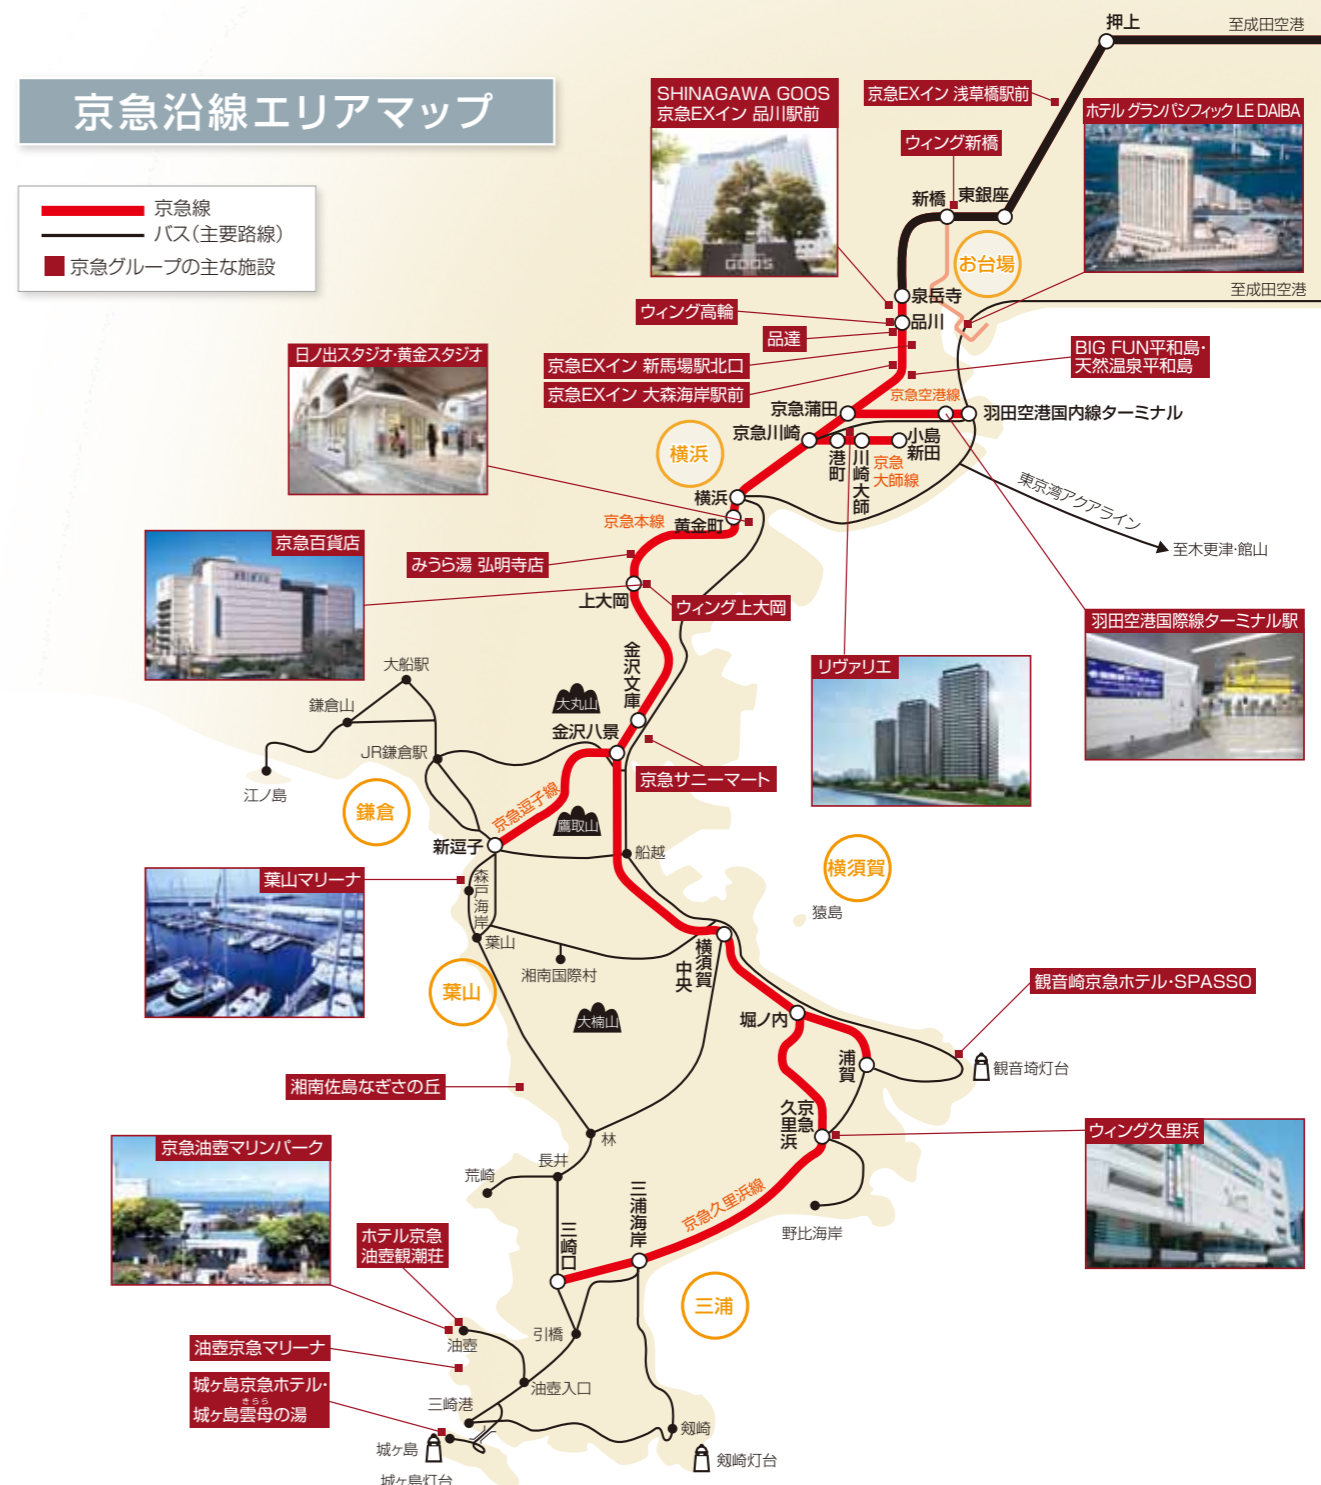 京急沿線エリアマップ
京急線
バス（主要路線）
京急グループの主な施設
押上
至成田空港
SHINAGAWA GOOS
京急EXイン 品川駅前
GOOS
京急EXイン 浅草橋駅前
ホテル グランパシフィック LE DAIBA
ウィング新橋
新橋
東銀座
お台場
泉岳寺
至成田空港
ウィング高輪
品川
品達
BIG FUN平和島・
天然温泉平和島
日ノ出スタジオ・黄金スタジオ
京急EXイン 新馬場駅北口
京急EXイン 大森海岸駅前
京急空港線
京急蒲田
羽田空港国内線ターミナル
京急川崎
港町
川崎大師
小島
新田
京急
大師線
横浜
横浜
東京湾アクアライン
京急本線
黄金町
至木更津・館山
京急百貨店
みうら湯 弘明寺店
上大岡
ウィング上大岡
羽田空港国際線ターミナル駅
リヴァリエ
金沢文庫
大船駅
鎌倉山
大丸山
金沢八景
JR鎌倉駅
京急サニーマート
江ノ島
鎌倉
京急逗子線
鷹取山
新逗子
船越
横須賀
葉山マリーナ
森戸海岸
猿島
葉山
湘南国際村
横須賀
中央
葉山
大楠山
観音崎京急ホテル・SPASSO
堀ノ内
浦賀
観音埼灯台
湘南佐島なぎさの丘
京急
久里浜
ウィング久里浜
林
京急油壺マリンパーク
長井
荒崎
三浦海岸
京急久里浜線
野比海岸
ホテル京急
油壺観潮荘
三崎口
三浦
引橋
油壺
油壺京急マリーナ
油壺入口
城ヶ島京急ホテル・
きらら
城ヶ島雲母の湯
三崎港
剱崎
城ヶ島
剱崎灯台
城ヶ島灯台